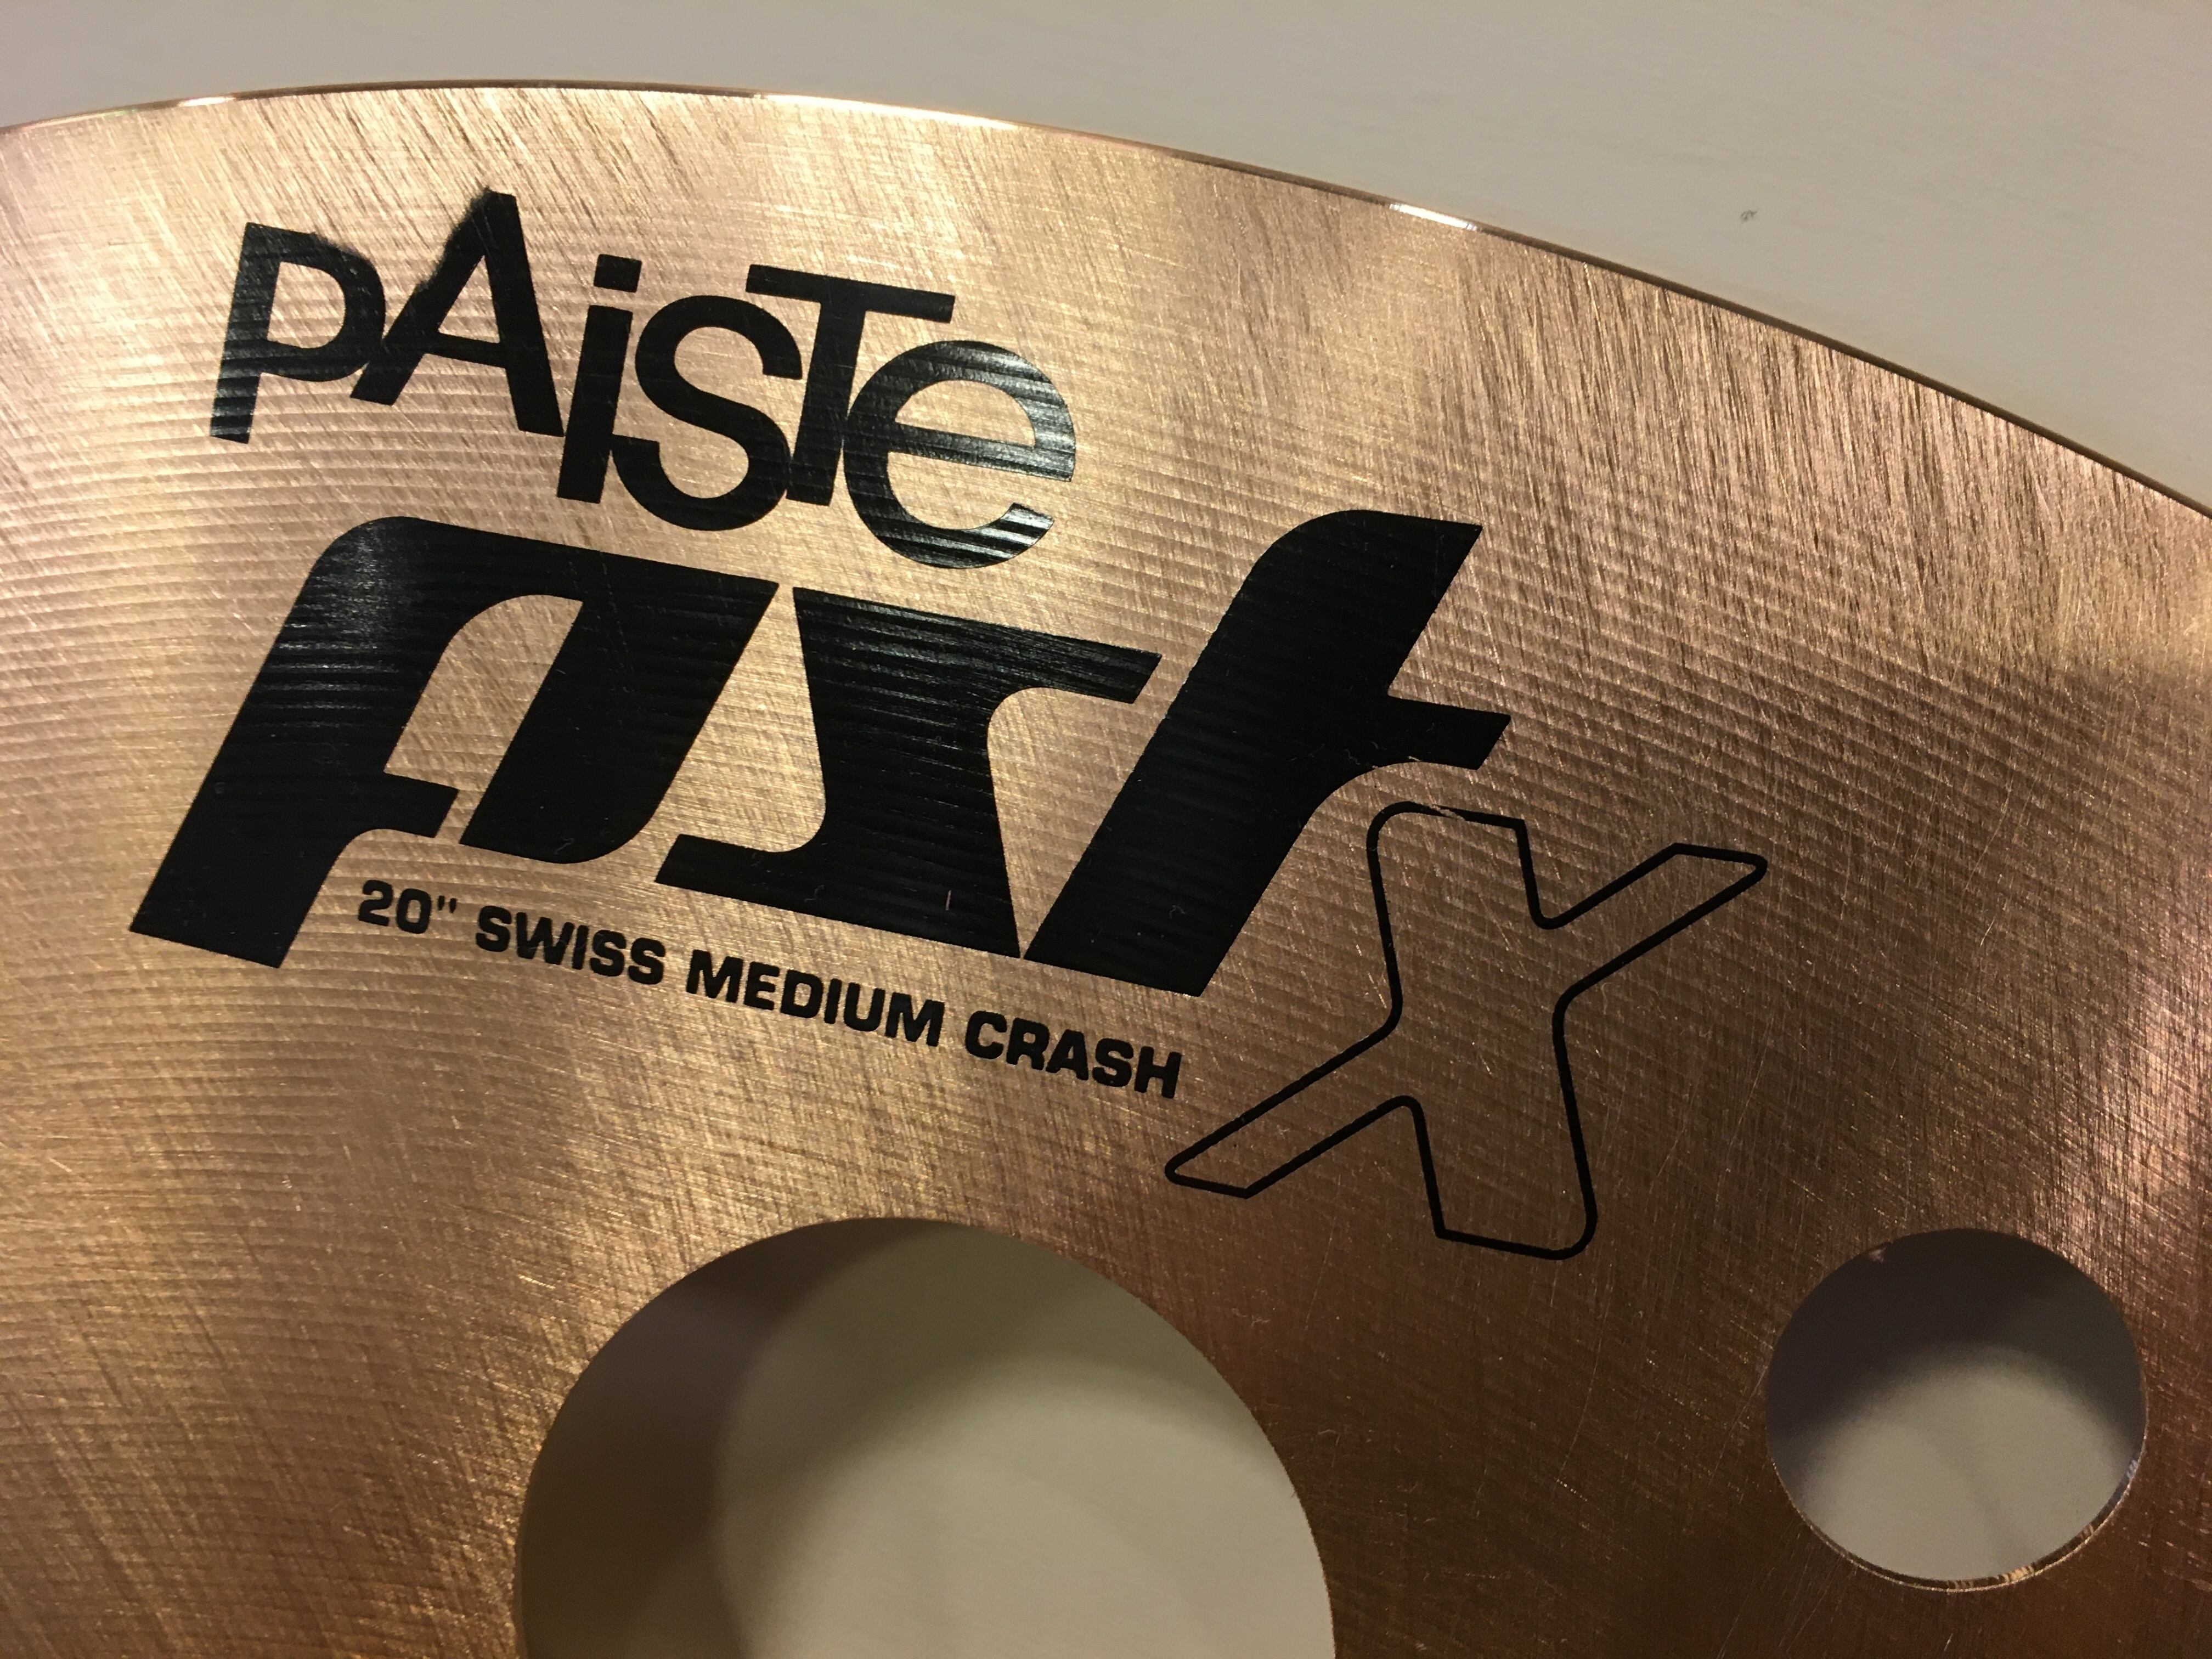 PAiSTe
PST X
20" SWISS MEDIUM CRASH